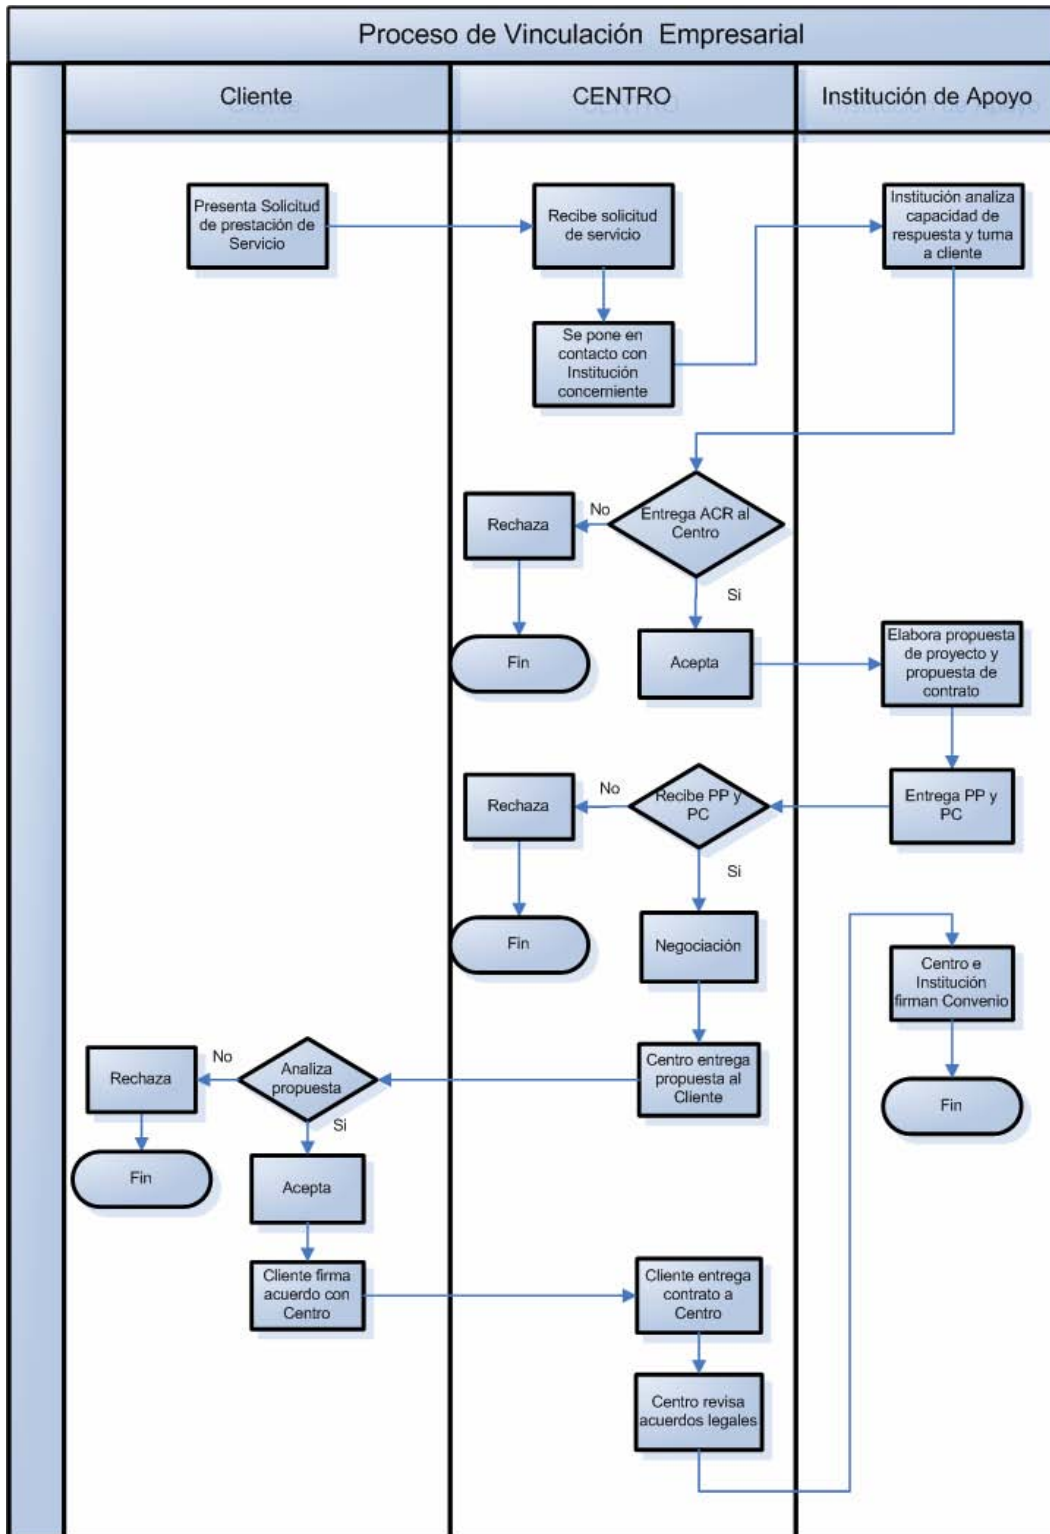 Proceso de Vinculación Empresarial
Cliente
CENTRO
Institución de Apoyo
Presenta Solicitud
de prestación de
Servicio
Recibe solicitud
de servicio
Institución analiza
capacidad de
respuesta y turna
a cliente
Se pone en
contacto con
Institución
concerniente
Entrega ACR al
Centro
No
Rechaza
Si
Fin
Acepta
Elabora propuesta
de proyecto y
propuesta de
contrato
Entrega PP y
PC
Recibe PP y
PC
No
Rechaza
Si
Fin
Negociación
Centro e
Institución
firman Convenio
Fin
Centro entrega
propuesta al
Cliente
Analiza
propuesta
No
Rechaza
Si
Fin
Acepta
Cliente firma
acuerdo con
Centro
Cliente entrega
contrato a
Centro
Centro revisa
acuerdos legales